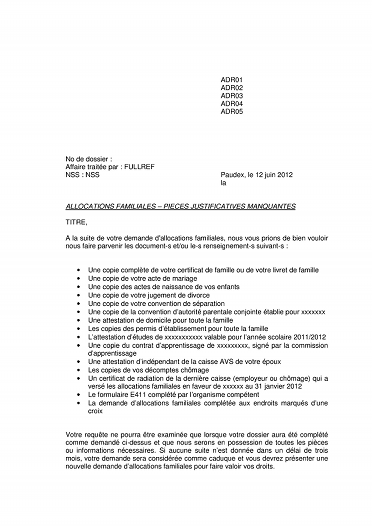 ADR01
ADR02
ADR03
ADR04
ADR05
No de dossier :
Affaire traitée par : FULLREF
NSS : NSS
Paudex, le 12 juin 2012
la
ALLOCATIONS FAMILIALES – PIECES JUSTIFICATIVES MANQUANTES
TITRE,
A la suite de votre demande d'allocations familiales, nous vous prions de bien vouloir
nous faire parvenir les document-s et/ou le-s renseignement-s suivant-s :
• Une copie complète de votre certificat de famille ou de votre livret de famille
• Une copie de votre acte de mariage
• Une copie des actes de naissance de vos enfants
• Une copie de votre jugement de divorce
• Une copie de votre convention de séparation
• Une copie de la convention d'autorité parentale conjointe établie pour xxxxxxx
• Une attestation de domicile pour toute la famille
• Les copies des permis d'établissement pour toute la famille
• L'attestation d'études de xxxxxxxxxxx valable pour l'année scolaire 2011/2012
• Une copie du contrat d'apprentissage de xxxxxxxxx, signé par la commission
d'apprentissage
• Une attestation d'indépendant de la caisse AVS de votre époux
• Les copies de vos décomptes chômage
• Un certificat de radiation de la dernière caisse (employeur ou chômage) qui a
versé les allocations familiales en faveur de xxxxxx au 31 janvier 2012
• Le formulaire E411 complété par l'organisme compétent
• La demande d'allocations familiales complétée aux endroits marqués d'une
croix
Votre requête ne pourra être examinée que lorsque votre dossier aura été complété
comme demandé ci-dessus et que nous serons en possession de toutes les pièces
ou informations nécessaires. Si aucune suite n'est donnée dans un délai de trois
mois, votre demande sera considérée comme caduque et vous devrez présenter une
nouvelle demande d'allocations familiales pour faire valoir vos droits.